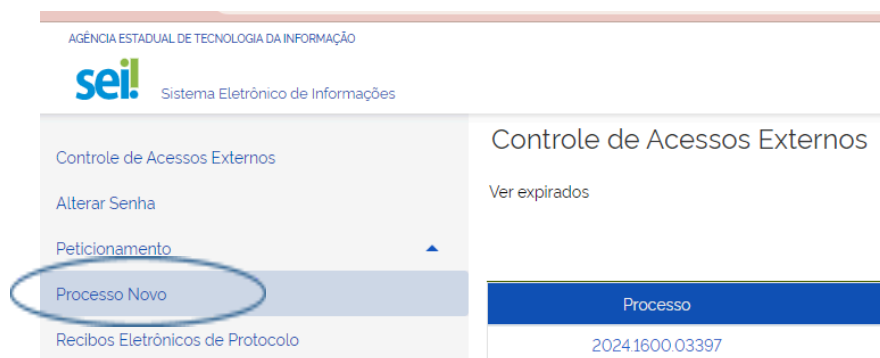 AGÊNCIA ESTADUAL DE TECNOLOGIA DA INFORMAÇÃO
sei!
Sistema Eletrônico de Informações
Controle de Acessos Externos
Alterar Senha
Peticionamento
Processo Novo
Recibos Eletrônicos de Protocolo
Controle de Acessos Externos
Ver expirados
Processo
2024.1600.03397